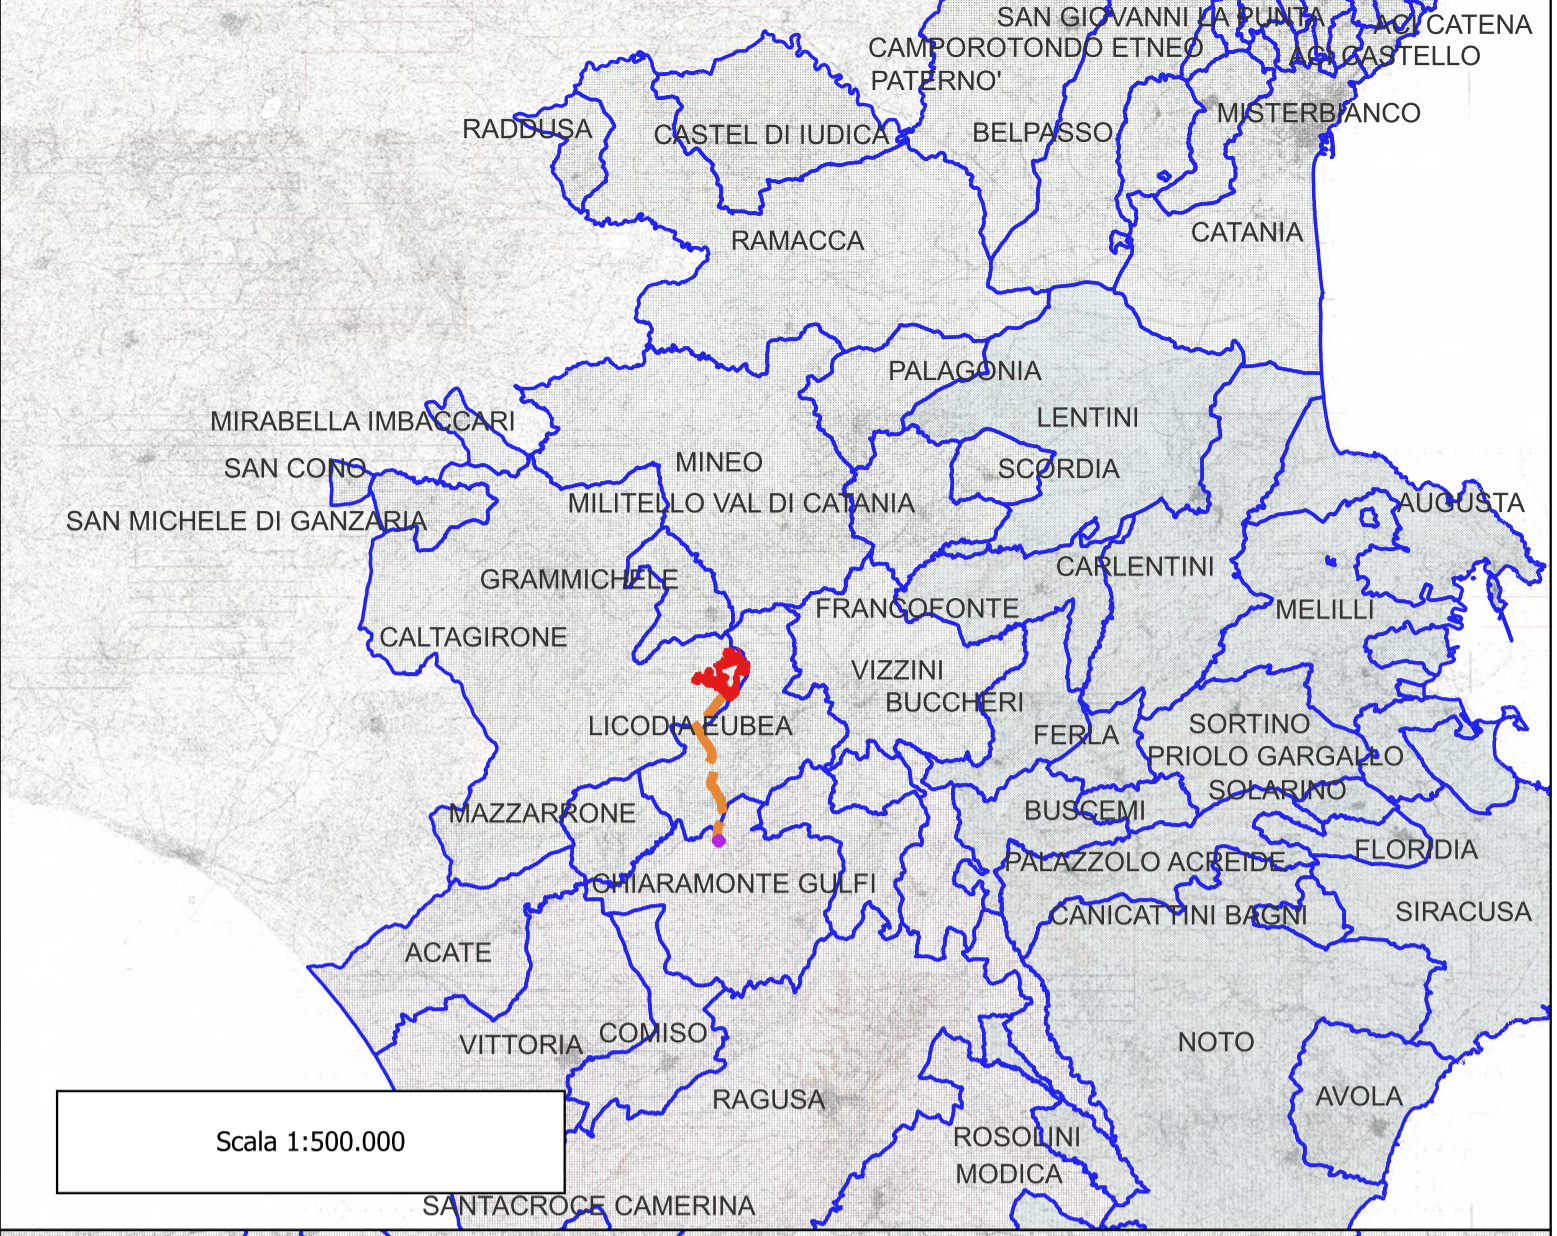 SAN GIOVANNI LA PUNTA
ACI CATENA
CAMPOROTONDO ETNEO
ACI CASTELLO
PATERNO'
MISTERBIANCO
RADDUSA
CASTEL DI IUDICA
BELPASSO
CATANIA
RAMACCA
PALAGONIA
LENTINI
MIRABELLA IMBACCARI
SAN CONO
MINEO
SCORDIA
MILITELLO VAL DI CATANIA
AUGUSTA
SAN MICHELE DI GANZARIA
CARLENTINI
GRAMMICHELE
FRANCOFONTE
MELILLI
CALTAGIRONE
VIZZINI
BUCCHERI
LICODIA EUBEA
FERLA
SORTINO
PRIOLO GARGALLO
SOLARINO
MAZZARRONE
BUSCEMI
FLORIDIA
PALAZZOLO ACREIDE
CHIARAMONTE GULFI
CANICATTINI BAGNI
SIRACUSA
ACATE
VITTORIA
COMISO
NOTO
RAGUSA
AVOLA
Scala 1:500.000
ROSOLINI
MODICA
SANTACROCE CAMERINA